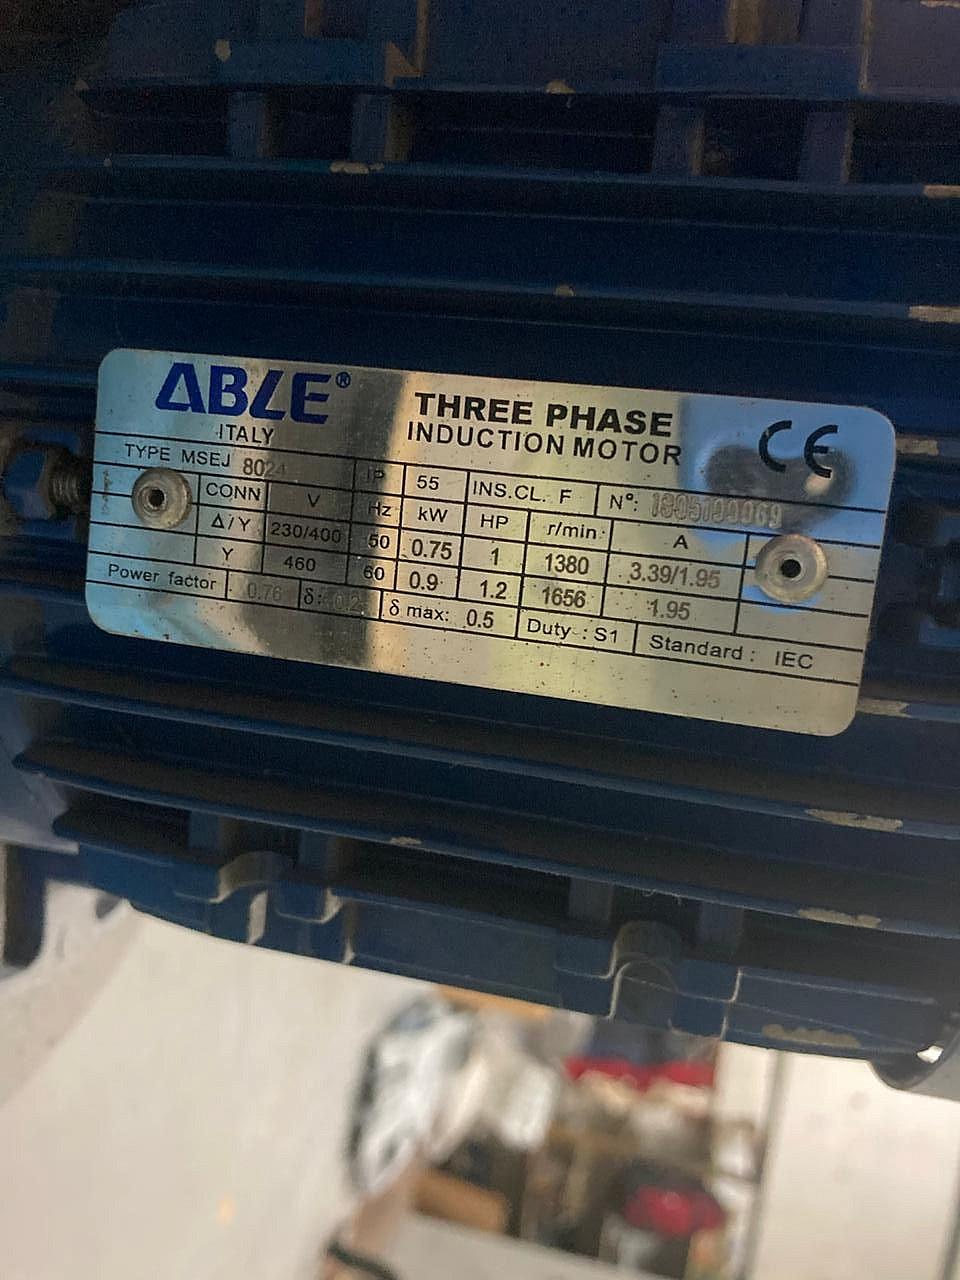 ABLE®
ITALY
THREE PHASE
INDUCTION MOTOR
CE
TYPE MSEJ 8024 IP 55 INS.CL. F Nº:
CONN V Hz kW HP r/min A
Δ/Y 230/400 50 0.75 1 1380 3.39/1.95
Y 460 60 0.9 1.2 1656 1.95
Power factor 0.76 δ: δ max: 0.5 Duty : S1 Standard : IEC